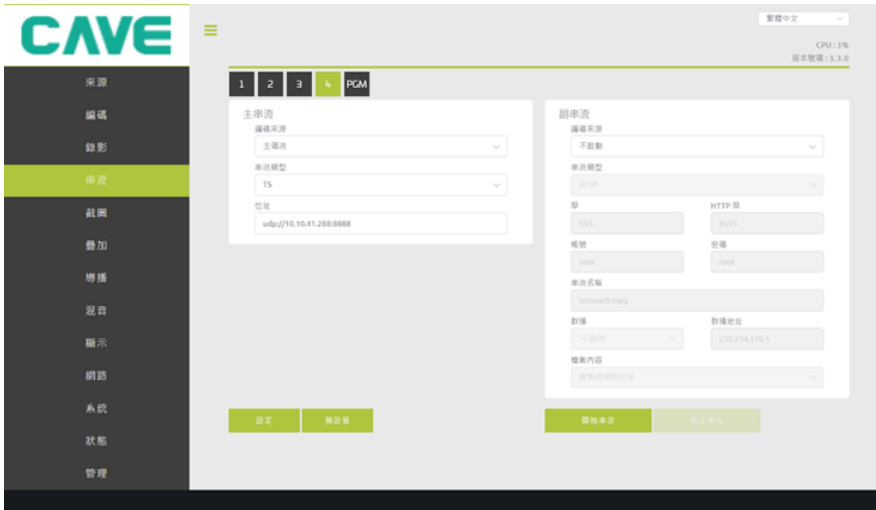 CAVE
繁體中文
CPU : 3%
版本號碼 : 3.3.0
來源
編碼
錄影
串流
截圖
疊加
導播
混音
顯示
網路
系統
狀態
管理
1 2 3 4 PGM
主串流
編碼來源
主碼流
串流類型
TS
位址
udp://10.10.41.288:8888
副串流
編碼來源
不啟動
串流類型
RTSP
埠 HTTP 埠
555 8555
帳號 密碼
root root
串流名稱
session0.mpg
群播 群播地址
不啟用 232.234.170.1
檔案內容
設定 預設值
開始串流 停止串流